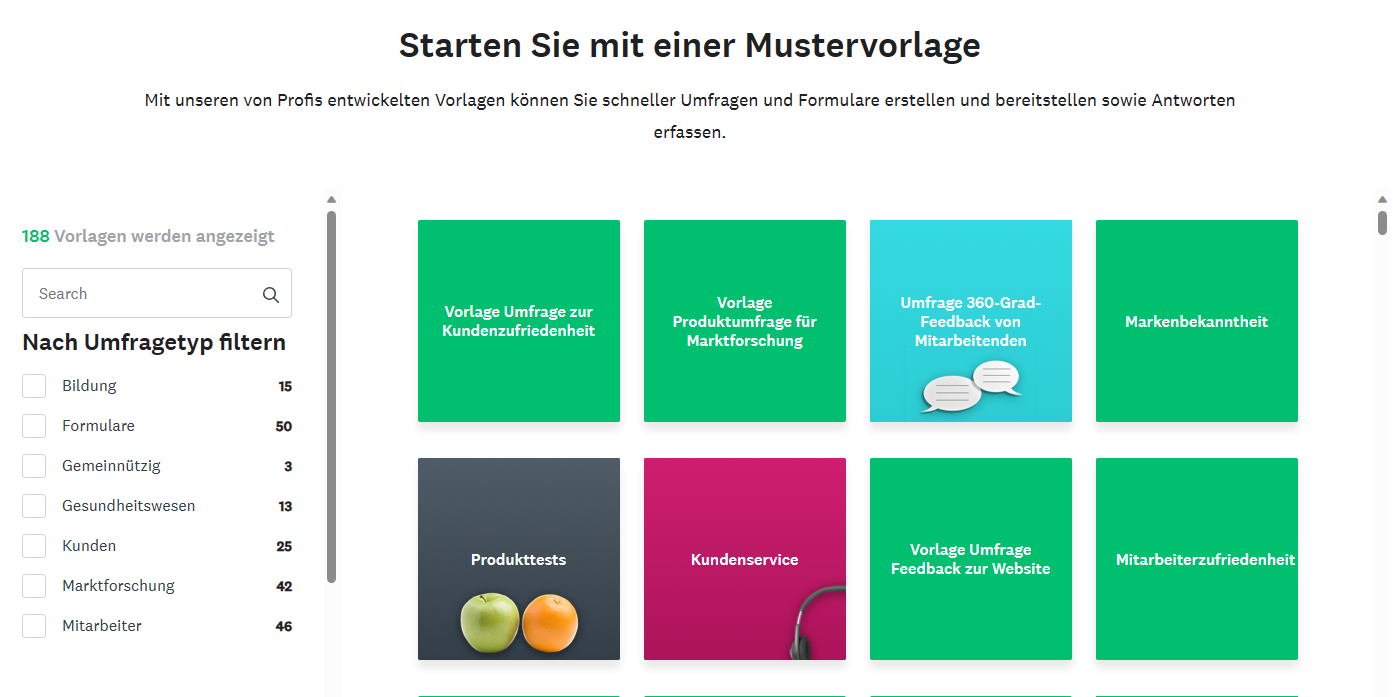 Starten Sie mit einer Mustervorlage
Mit unseren von Profis entwickelten Vorlagen können Sie schneller Umfragen und Formulare erstellen und bereitstellen sowie Antworten
erfassen.
188 Vorlagen werden angezeigt
Search
Nach Umfragetyp filtern
Bildung 15
Formulare 50
Gemeinnützig 3
Gesundheitswesen 13
Kunden 25
Marktforschung 42
Mitarbeiter 46
Vorlage Umfrage zur
Kundenzufriedenheit
Vorlage
Produktumfrage für
Marktforschung
Umfrage 360-Grad-
Feedback von
Mitarbeitenden
Markenbekanntheit
Produkttests
Kundenservice
Vorlage Umfrage
Feedback zur Website
Mitarbeiterzufriedenheit